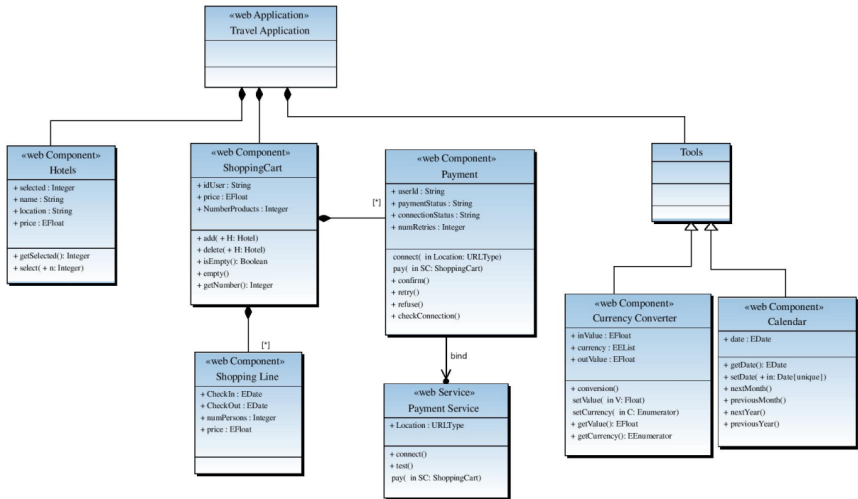 «web Application»
Travel Application
«web Component»
Hotels
+ selected : Integer
+ name : String
+ location : String
+ price : EFloat
+ getSelected(): Integer
+ select( + n: Integer)
«web Component»
ShoppingCart
+ idUser : String
+ price : EFloat
+ NumberProducts : Integer
+ add( + H: Hotel)
+ delete( + H: Hotel)
+ isEmpty(): Boolean
+ empty()
+ getNumber(): Integer
[*]
«web Component»
Payment
+ userId : String
+ paymentStatus : String
+ connectionStatus : String
+ numRetries : Integer
connect( in Location: URLType)
pay( in SC: ShoppingCart)
+ confirm()
+ retry()
+ refuse()
+ checkConnection()
Tools
[*]
«web Component»
Shopping Line
+ CheckIn : EDate
+ CheckOut : EDate
+ numPersons : Integer
+ price : EFloat
bind
«web Service»
Payment Service
+ Location : URLType
+ connect()
+ test()
pay( in SC: ShoppingCart)
«web Component»
Currency Converter
+ inValue : EFloat
+ currency : EEList
+ outValue : EFloat
+ conversion()
setValue( in V: Float)
setCurrency( in C: Enumerator)
+ getValue(): EFloat
+ getCurrency(): EEnumerator
«web Component»
Calendar
+ date : EDate
+ getDate(): EDate
+ setDate( + in: Date{unique})
+ nextMonth()
+ previousMonth()
+ nextYear()
+ previousYear()